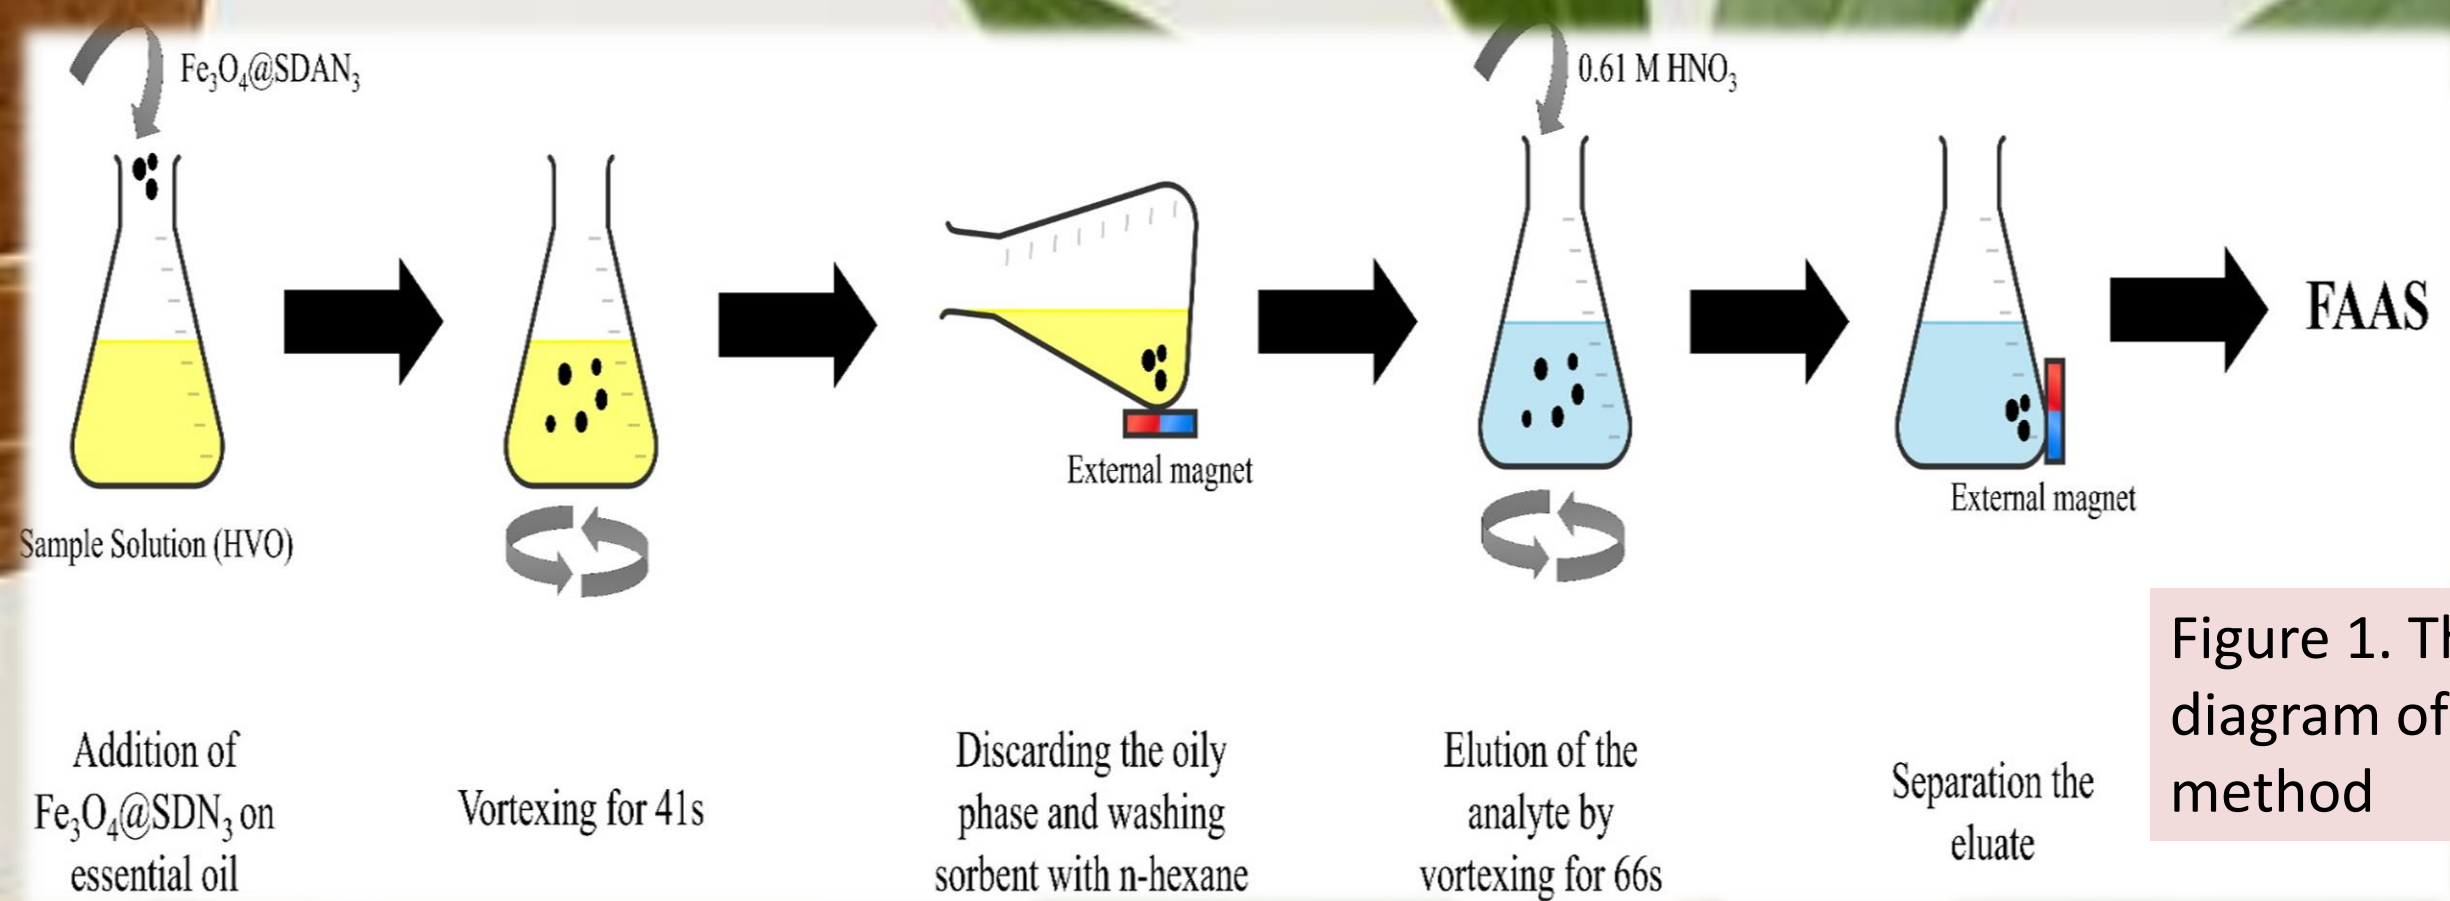 Fe₃O₄@SDAN₃
0.61 M HNO₃
FAAS
External magnet
External magnet
Sample Solution (HVO)
Addition of
Fe₃O₄@SDN₃ on
essential oil
Vortexing for 41s
Discarding the oily
phase and washing
sorbent with n-hexane
Elution of the
analyte by
vortexing for 66s
Separation the
eluate
Figure 1.
diagram of
method